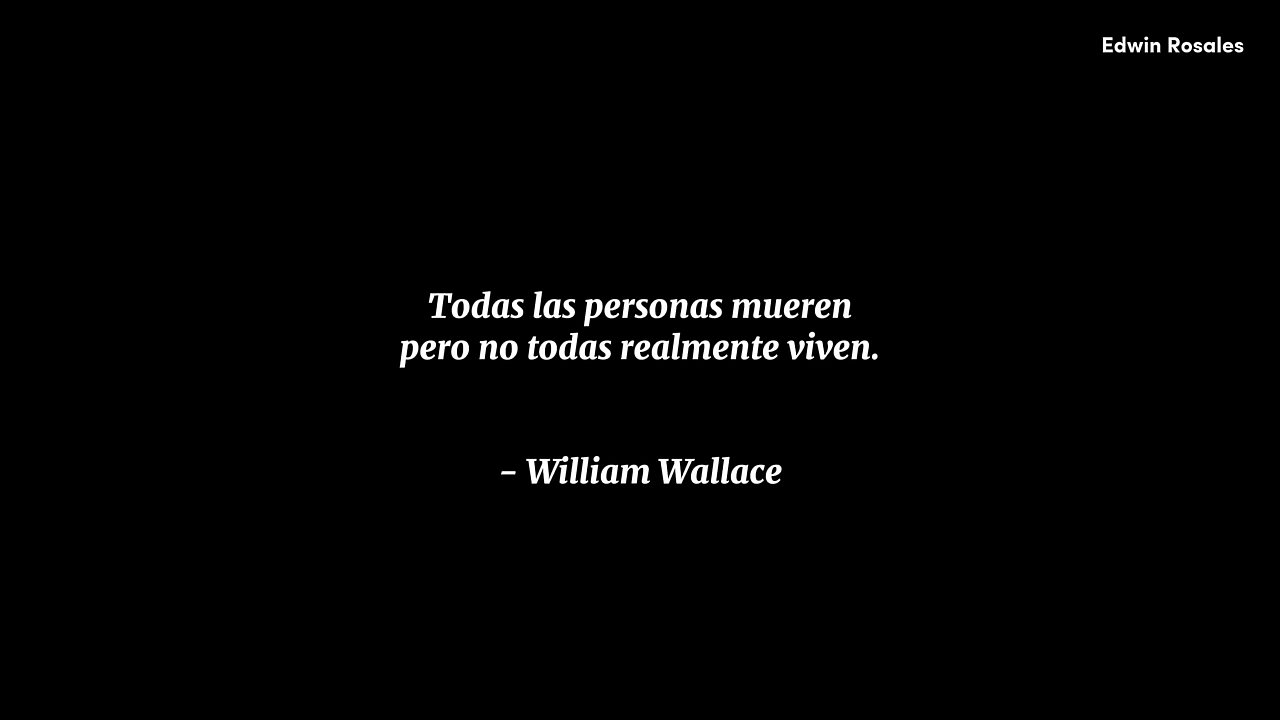 Edwin Rosales
Todas las personas mueren
pero no todas realmente viven.
– William Wallace